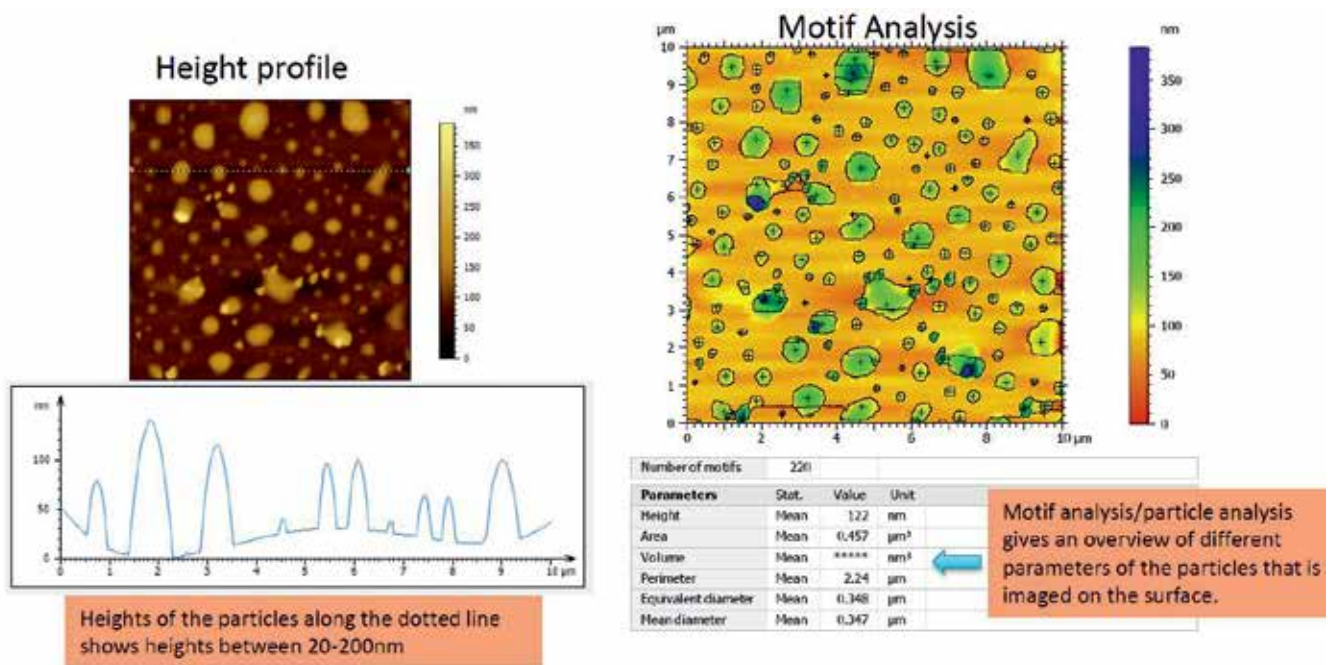 Height profile
nm
350
300
250
200
150
100
50
0
nm
100
50
0
0 1 2 3 4 5 6 7 8 9 10 µm
Heights of the particles along the dotted line
shows heights between 20-200nm
Motif Analysis
µm
10
9
8
7
6
5
4
3
2
1
0
0 2 4 6 8 10 µm
nm
350
300
250
200
150
100
50
0
Number of motifs 220
Parameters Stat. Value Unit
Height Mean 122 nm
Area Mean 0.457
Volume Mean *****
Perimeter Mean 2.24 µm
Equivalent diameter Mean 0.348 µm
Mean diameter Mean 0.347 µm
Motif analysis/particle analysis
gives an overview of different
parameters of the particles that is
imaged on the surface.